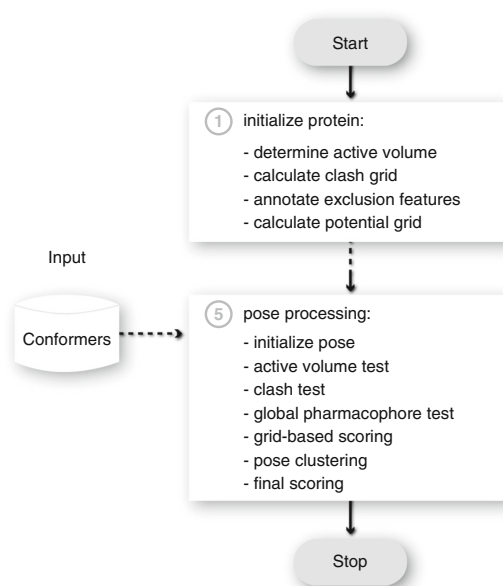 Start
1 initialize protein:
- determine active volume
- calculate clash grid
- annotate exclusion features
- calculate potential grid
Input
Conformers
5 pose processing:
- initialize pose
- active volume test
- clash test
- global pharmacophore test
- grid-based scoring
- pose clustering
- final scoring
Stop